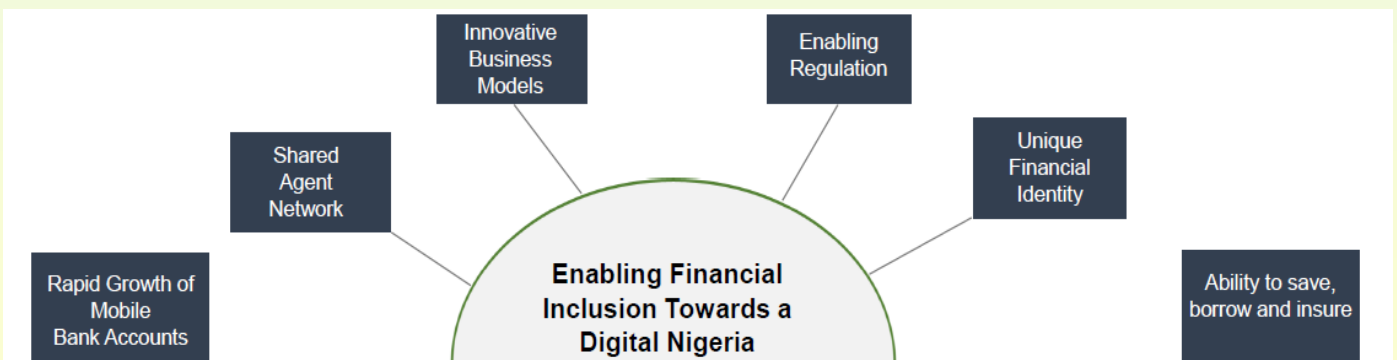 Innovative
Business
Models
Enabling
Regulation
Shared
Agent
Network
Unique
Financial
Identity
Rapid Growth of
Mobile
Bank Accounts
Enabling Financial
Inclusion Towards a
Digital Nigeria
Ability to save,
borrow and insure